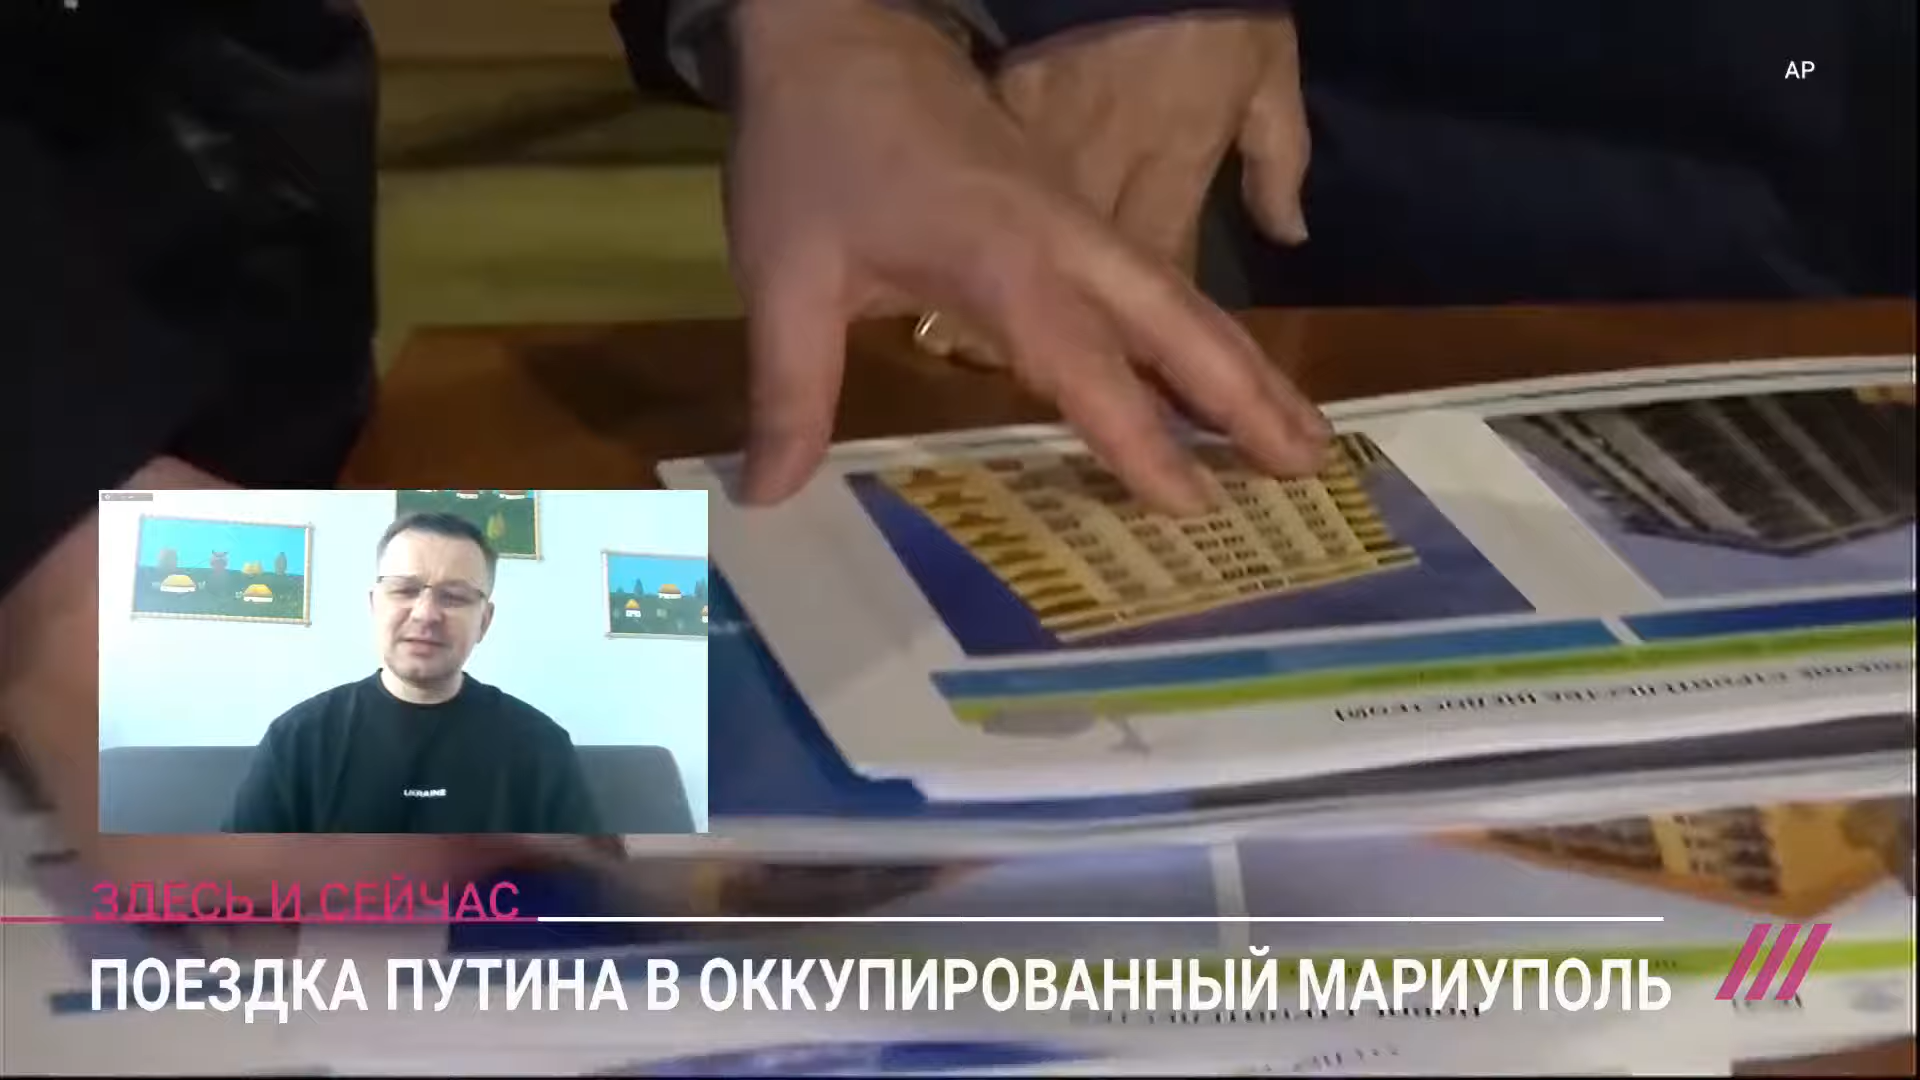 AP
UKRAINE
ЗДЕСЬ И СЕЙЧАС
ПОЕЗДКА ПУТИНА В ОККУПИРОВАННЫЙ МАРИУПОЛЬ